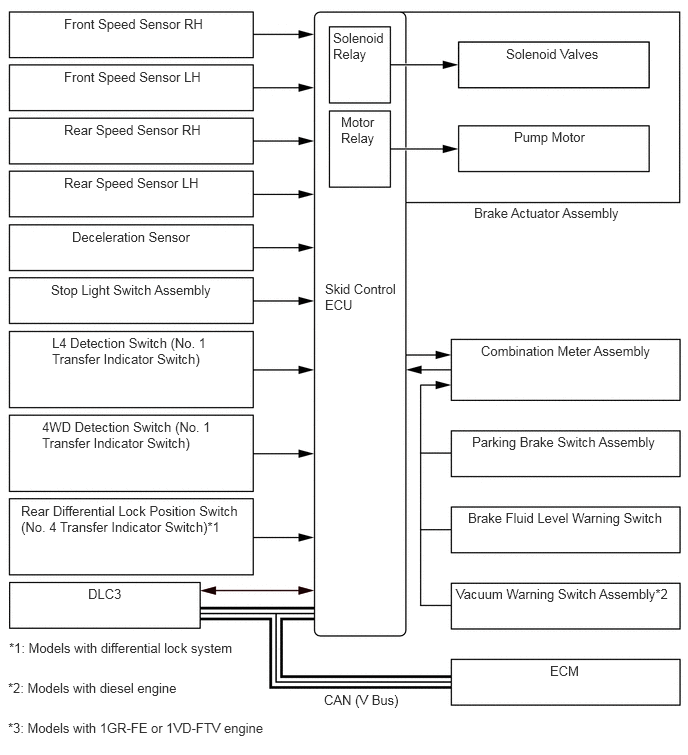 Front Speed Sensor RH
Front Speed Sensor LH
Rear Speed Sensor RH
Rear Speed Sensor LH
Deceleration Sensor
Stop Light Switch Assembly
L4 Detection Switch (No. 1
Transfer Indicator Switch)
4WD Detection Switch (No. 1
Transfer Indicator Switch)
Rear Differential Lock Position Switch
(No. 4 Transfer Indicator Switch)*1
DLC3
Solenoid
Relay
Motor
Relay
Skid Control
ECU
Solenoid Valves
Pump Motor
Brake Actuator Assembly
Combination Meter Assembly
Parking Brake Switch Assembly
Brake Fluid Level Warning Switch
Vacuum Warning Switch Assembly*2
ECM
CAN (V Bus)
*1: Models with differential lock system
*2: Models with diesel engine
*3: Models with 1GR-FE or 1VD-FTV engine